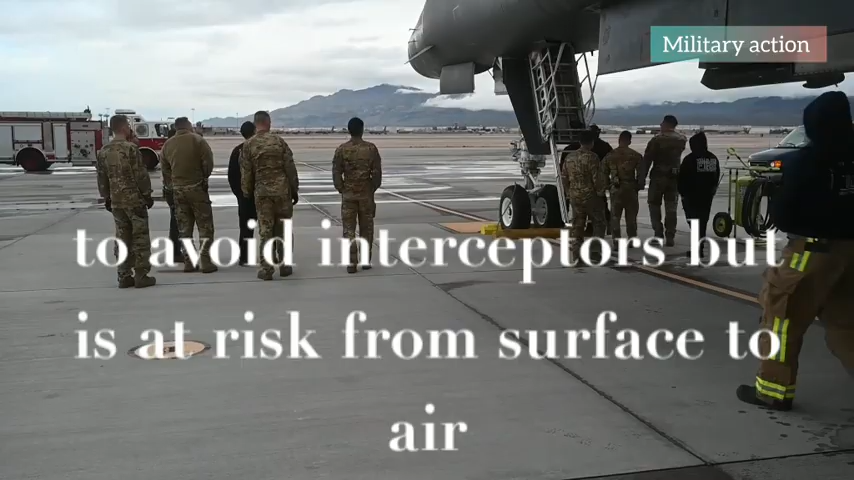 Military action
to avoid interceptors but
is at risk from surface to
air